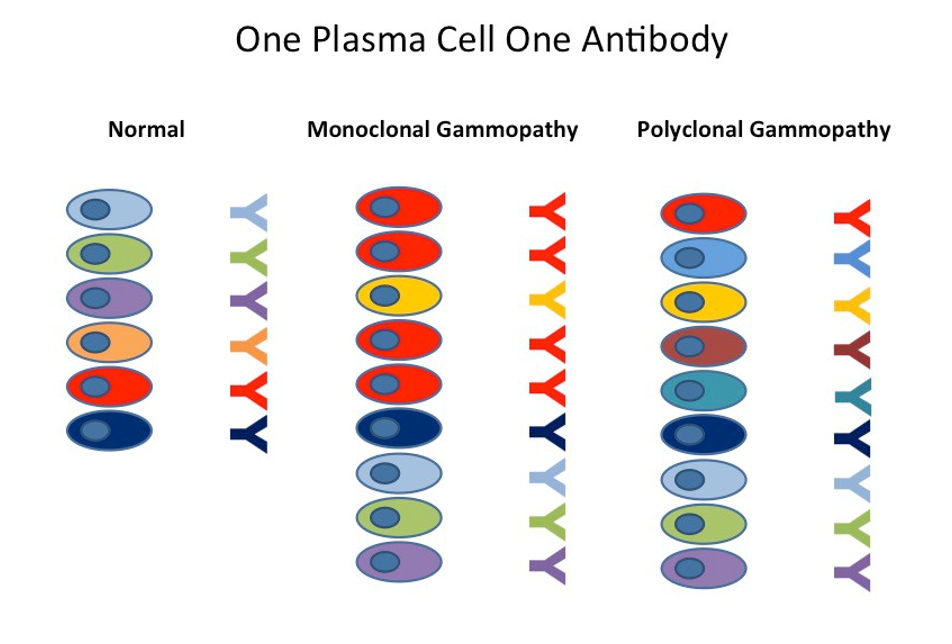 One Plasma Cell One Antibody
Normal
Monoclonal Gammopathy
Polyclonal Gammopathy